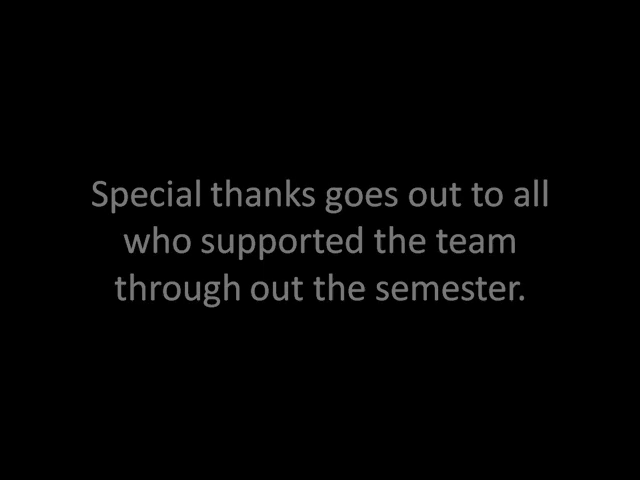 Special thanks goes out to all
who supported the team
through out the semester.